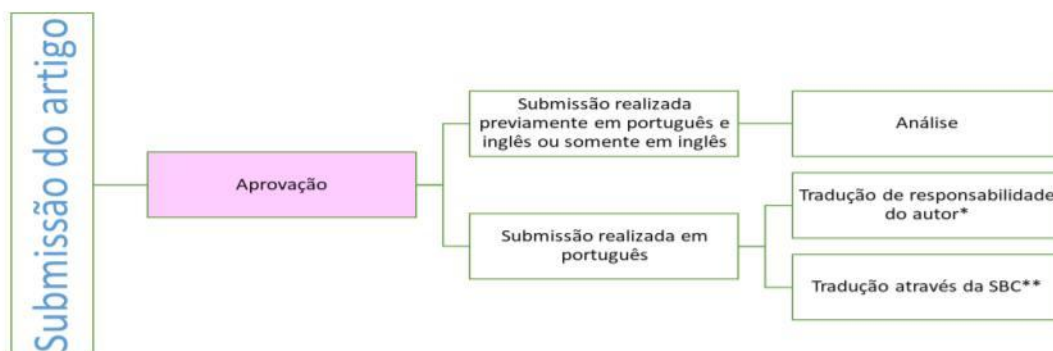 Submissão do artigo
Aprovação
Submissão realizada
previamente em português e
inglês ou somente em inglês
Análise
Submissão realizada em
português
Tradução de responsabilidade
do autor*
Tradução através da SBC**